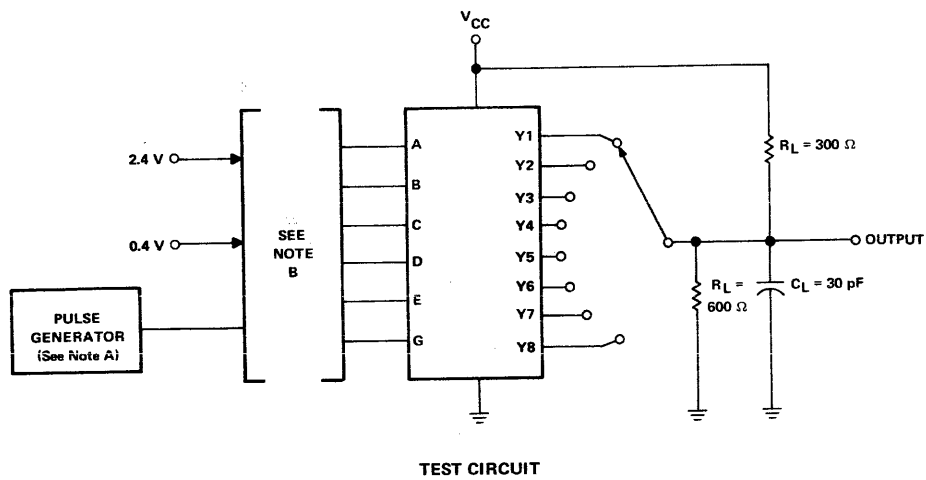 VCC
2.4 V
0.4 V
PULSE
GENERATOR
(See Note A)
SEE
NOTE
B
A
B
C
D
E
G
Y1
Y2
Y3
Y4
Y5
Y6
Y7
Y8
RL = 300 Ω
OUTPUT
RL =
600 Ω
CL = 30 pF
TEST CIRCUIT